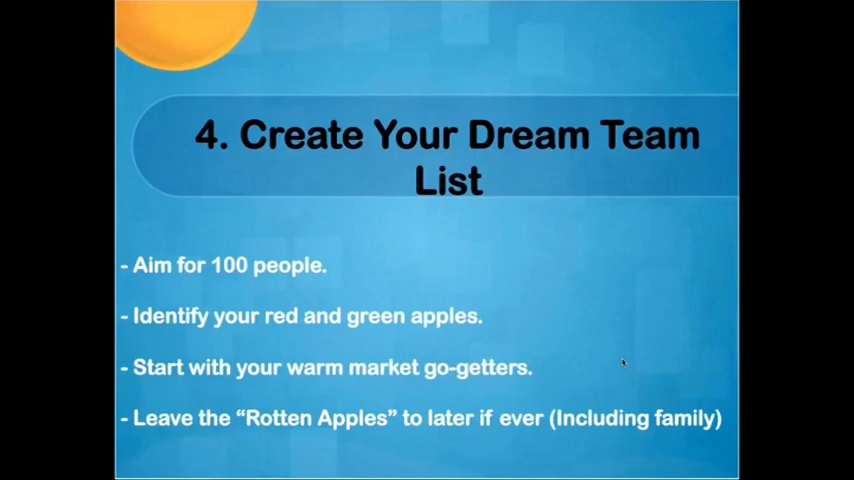 4. Create Your Dream Team
List
- Aim for 100 people.
- Identify your red and green apples.
- Start with your warm market go-getters.
- Leave the “Rotten Apples” to later if ever (Including family)